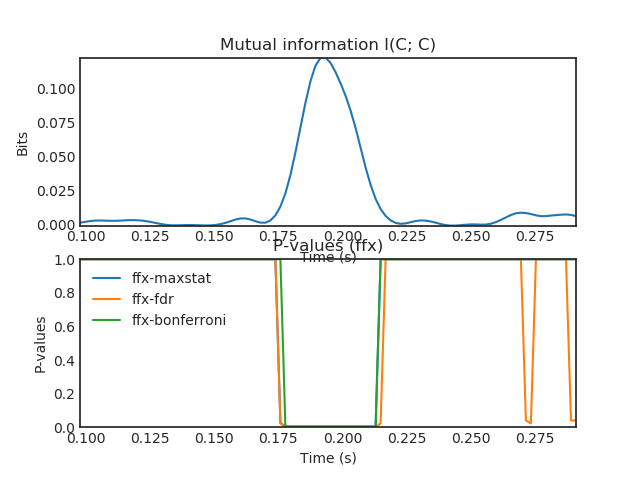 Mutual information I(C; C)
0.100
0.075
0.050
0.025
0.000
Bits
0.100 0.125 0.150 0.175 0.200 0.225 0.250 0.275
Time (s)
P-values (ffx)
1.0
0.8
0.6
0.4
0.2
0.0
P-values
ffx-maxstat
ffx-fdr
ffx-bonferroni
0.100 0.125 0.150 0.175 0.200 0.225 0.250 0.275
Time (s)